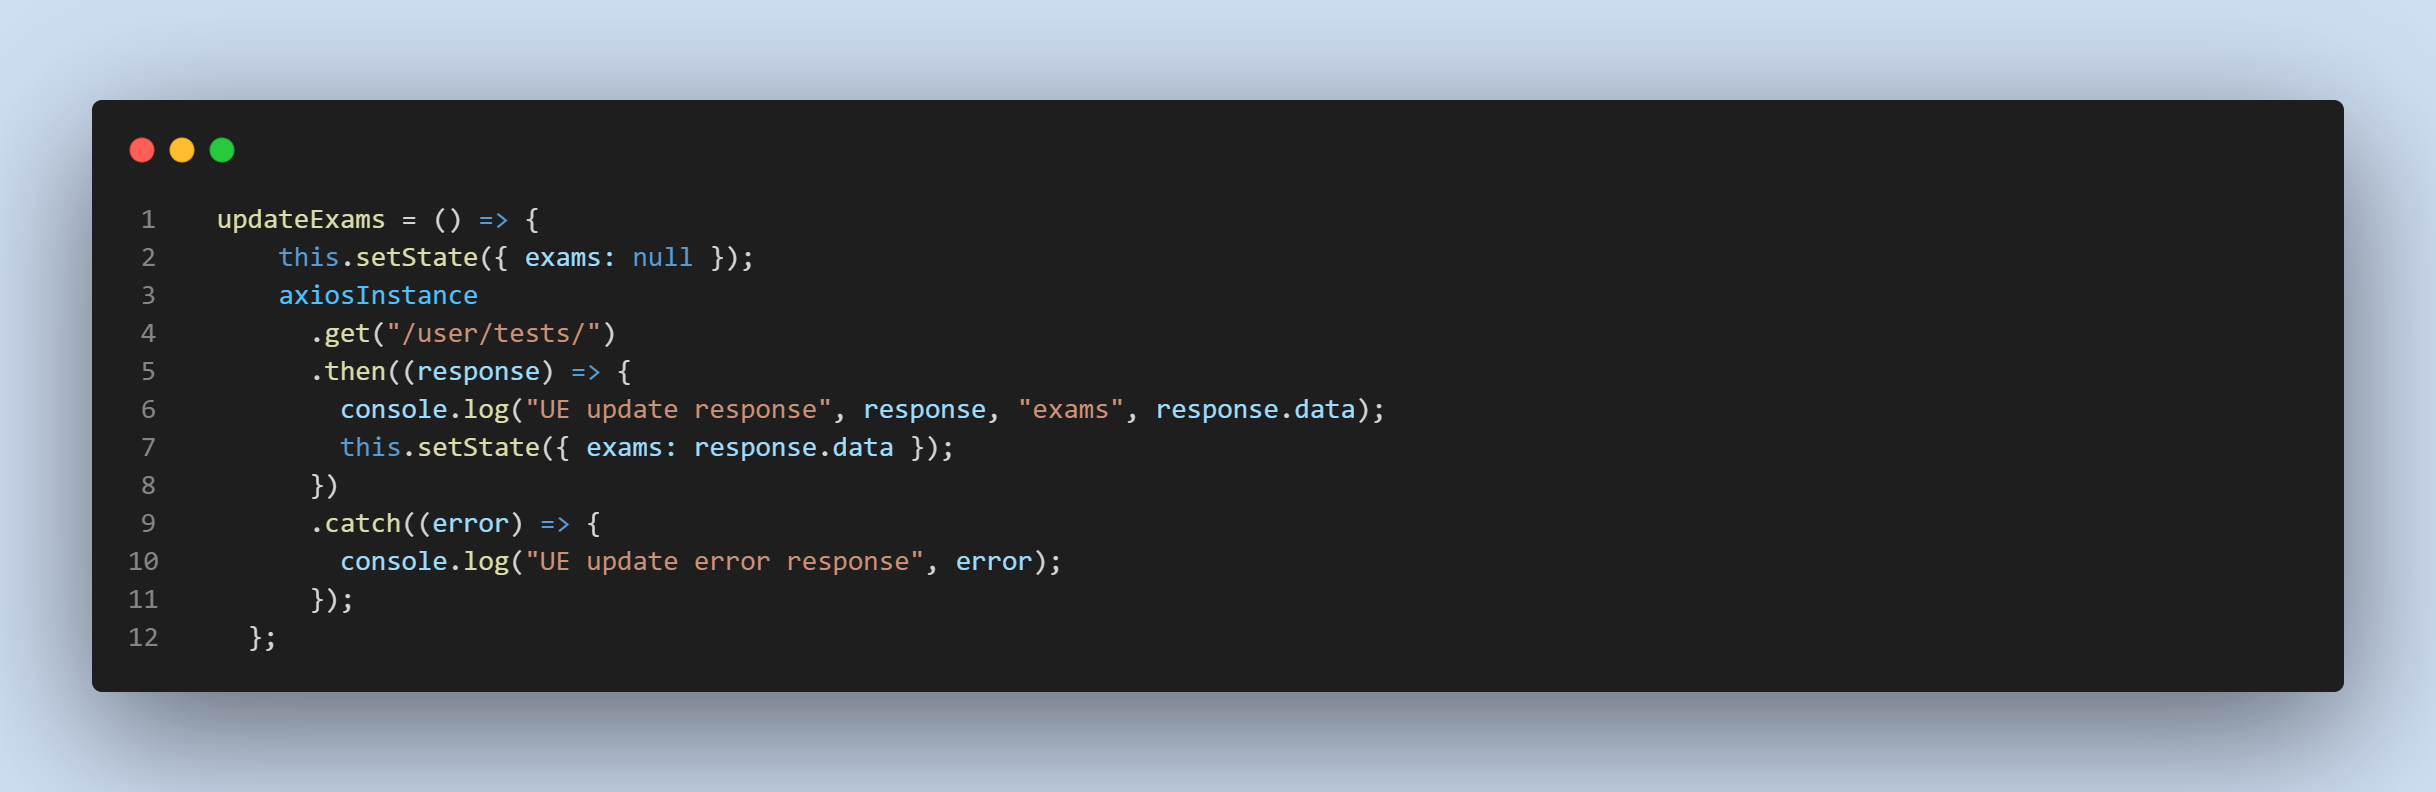 1    updateExams = () => {
2        this.setState({ exams: null });
3        axiosInstance
4          .get("/user/tests/")
5          .then((response) => {
6            console.log("UE update response", response, "exams", response.data);
7            this.setState({ exams: response.data });
8          })
9          .catch((error) => {
10            console.log("UE update error response", error);
11          });
12      };